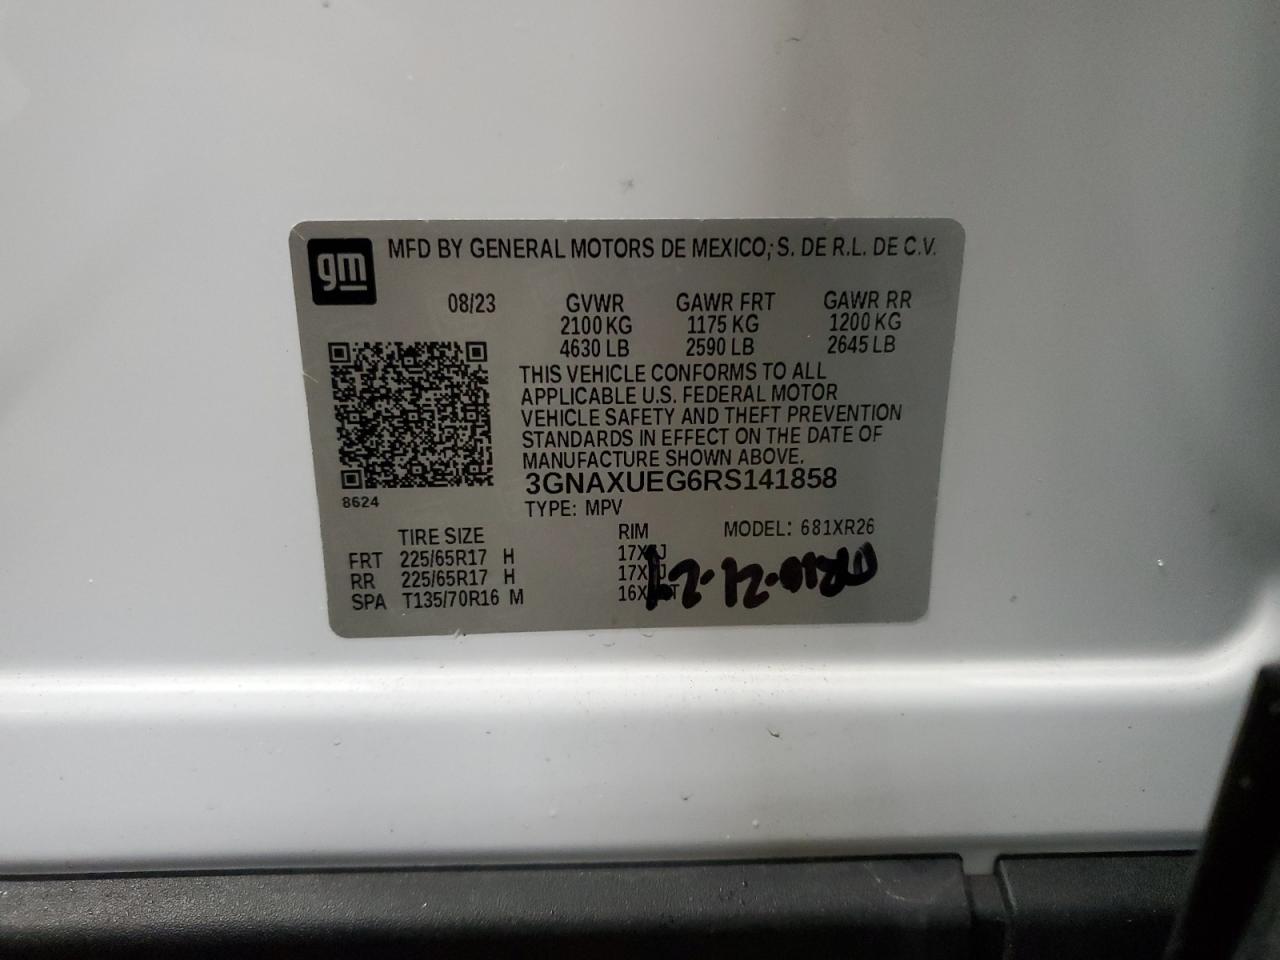 gm
MFD BY GENERAL MOTORS DE MEXICO, S. DE R.L. DE C.V.
08/23 GVWR GAWR FRT GAWR RR
2100 KG 1175 KG 1200 KG
4630 LB 2590 LB 2645 LB
THIS VEHICLE CONFORMS TO ALL
APPLICABLE U.S. FEDERAL MOTOR
VEHICLE SAFETY AND THEFT PREVENTION
STANDARDS IN EFFECT ON THE DATE OF
MANUFACTURE SHOWN ABOVE.
3GNAXUEG6RS141858
8624
TYPE: MPV
TIRE SIZE RIM MODEL: 681XR26
FRT 225/65R17 H
RR 225/65R17 H
SPA T135/70R16 M